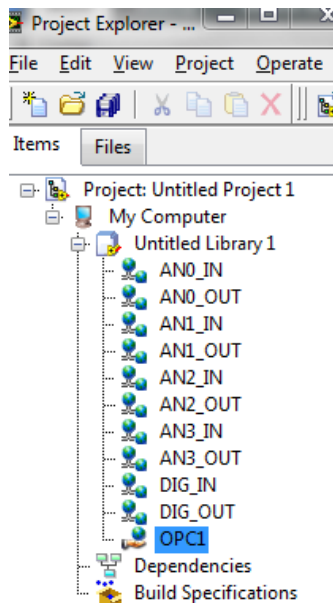 Project Explorer - ...
File Edit View Project Operate
Items Files
Project: Untitled Project 1
My Computer
Untitled Library 1
AN0_IN
AN0_OUT
AN1_IN
AN1_OUT
AN2_IN
AN2_OUT
AN3_IN
AN3_OUT
DIG_IN
DIG_OUT
OPC1
Dependencies
Build Specifications